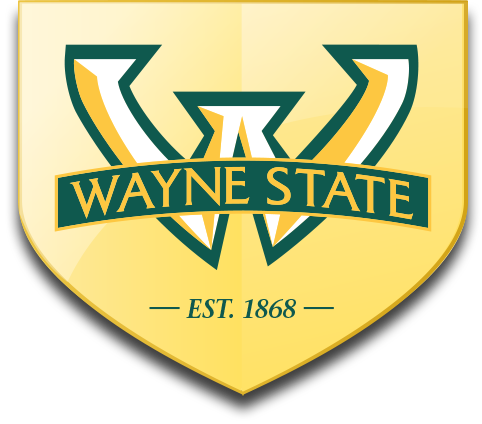 W
WAYNE STATE
— EST. 1868 —